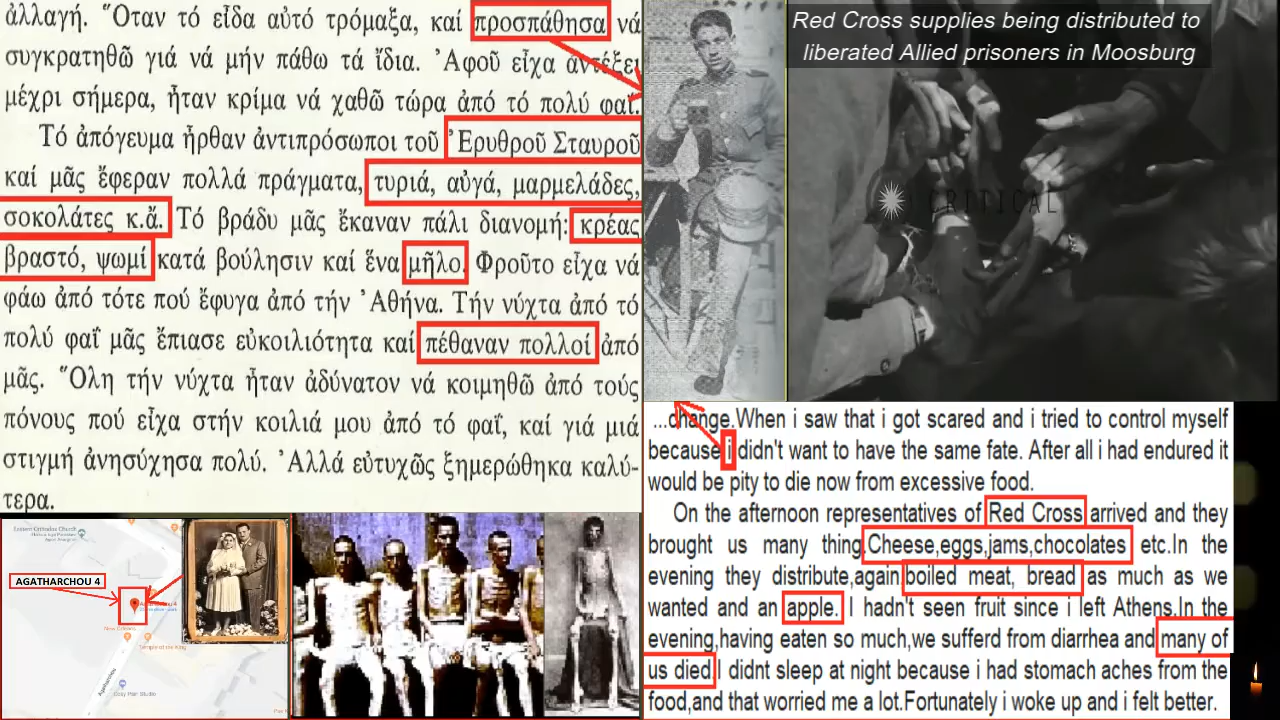 ἀλλαγή. Ὅταν τό εἶδα αὐτό τρόμαξα, καί προσπάθησα νά
συγκρατηθῶ γιά νά μήν πάθω τά ἴδια. Ἀφοῦ εἶχα ἀντέξει
μέχρι σήμερα, ἦταν κρίμα νά χαθῶ τώρα ἀπό τό πολύ φαΐ.
Τό ἀπόγευμα ἦρθαν ἀντιπρόσωποι τοῦ Ἐρυθροῦ Σταυροῦ
καί μᾶς ἔφεραν πολλά πράγματα, τυριά, αὐγά, μαρμελάδες,
σοκολάτες κ.ἄ. Τό βράδυ μᾶς ἔκαναν πάλι διανομή: κρέας
βραστό, ψωμί κατά βούλησιν καί ἕνα μῆλο. Φροῦτο εἶχα νά
φάω ἀπό τότε πού ἔφυγα ἀπό τήν Ἀθήνα. Τήν νύχτα ἀπό τό
πολύ φαΐ μᾶς ἔπιασε εὐκοιλιότητα καί πέθαναν πολλοί ἀπό
μᾶς. Ὅλη τήν νύχτα ἦταν ἀδύνατον νά κοιμηθῶ ἀπό τούς
πόνους πού εἶχα στήν κοιλιά μου ἀπό τό φαΐ, καί γιά μιά
στιγμή ἀνησύχησα πολύ. Ἀλλά εὐτυχῶς ξημερώθηκα καλύ-
τερα.
Red Cross supplies being distributed to
liberated Allied prisoners in Moosburg
CRITICAL
...change.When i saw that i got scared and i tried to control myself
because i didn't want to have the same fate. After all i had endured it
would be pity to die now from excessive food.
On the afternoon representatives of Red Cross arrived and they
brought us many thing.Cheese,eggs,jams,chocolates etc.In the
evening they distribute,again boiled meat, bread as much as we
wanted and an apple. I hadn't seen fruit since i left Athens.In the
evening,having eaten so much,we sufferd from diarrhea and many of
us died.I didnt sleep at night because i had stomach aches from the
food,and that worried me a lot.Fortunately i woke up and i felt better.
AGATHARCHOU 4
Temple of the King
Cosy Hari Studio